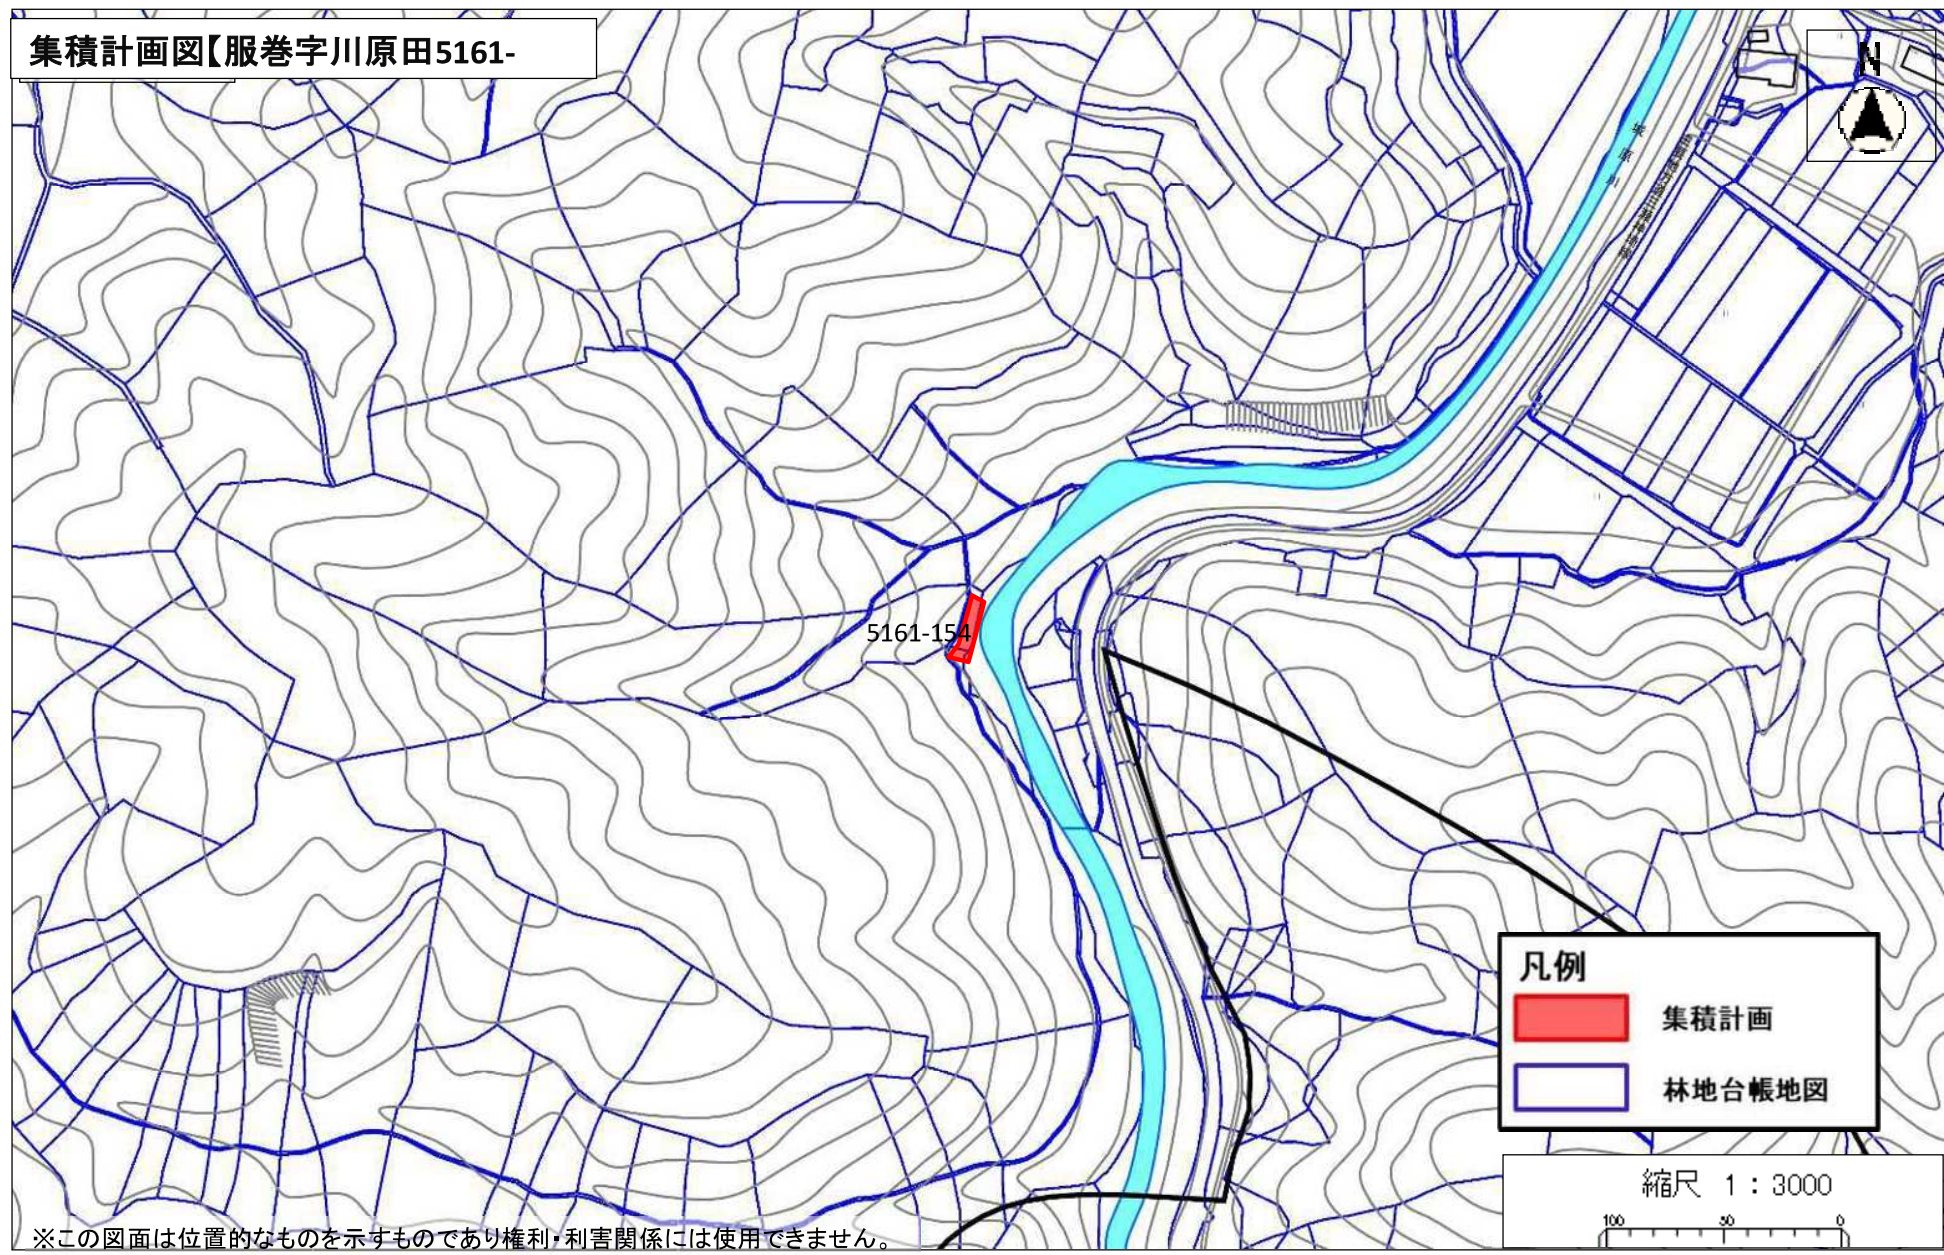 集積計画図【服巻字川原田5161-
N
城原川
5161-154
凡例
集積計画
林地台帳地図
縮尺 1：3000
100 50 0
※この図面は位置的なものを示すものであり権利・利害関係には使用できません。